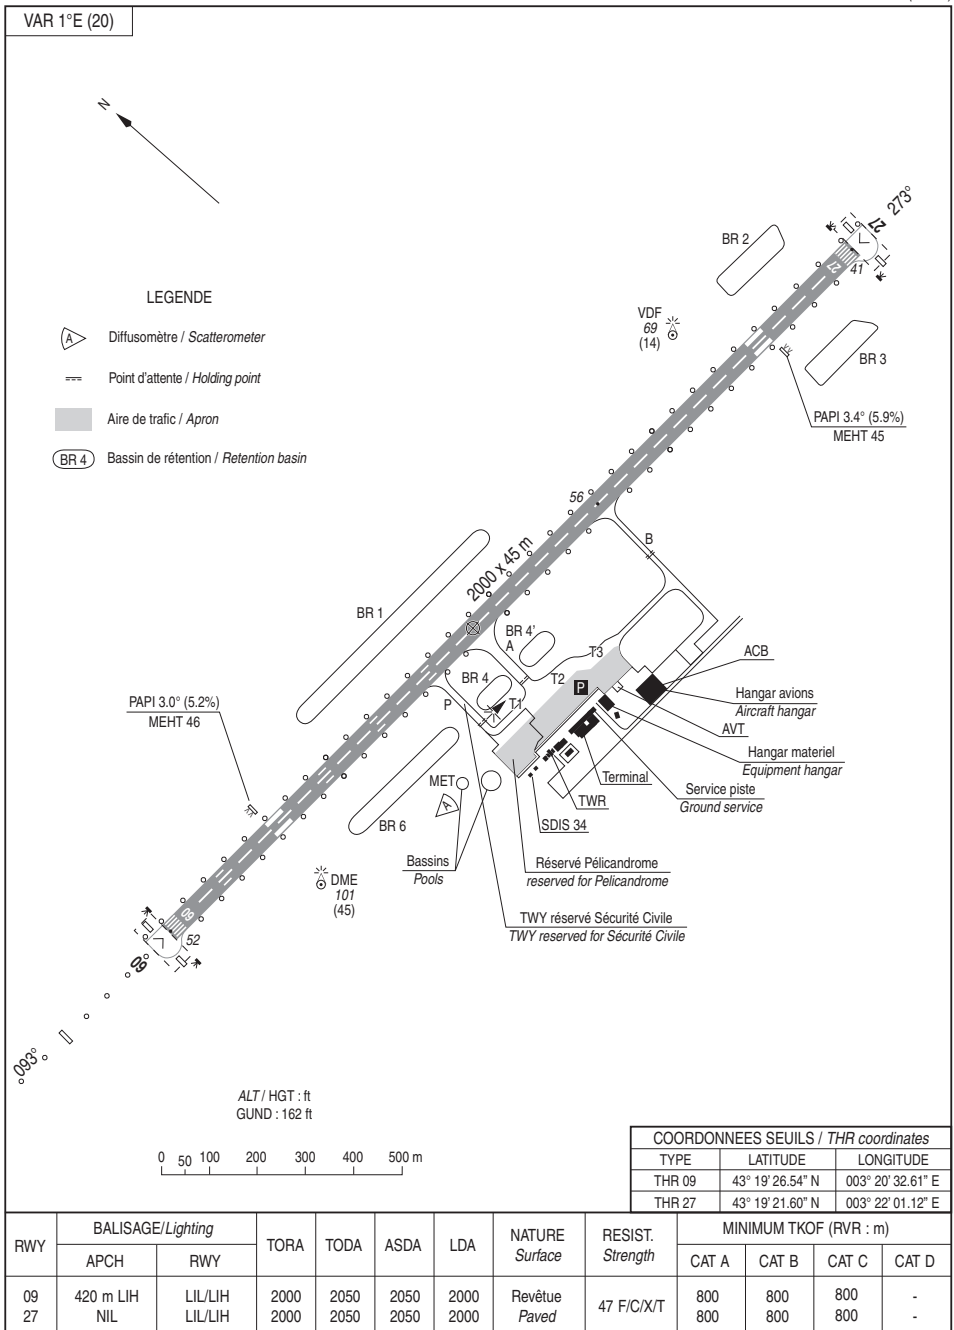 VAR 1°E (20)
N
27 273°
BR 2
27
41
LEGENDE
VDF
69
(14)
A Diffusomètre / Scatterometer
BR 3
Point d'attente / Holding point
PAPI 3.4° (5.9%)
MEHT 45
Aire de trafic / Apron
BR 4 Bassin de rétention / Retention basin
56
2000 x 45 m
B
BR 1
BR 4'
A
T3
ACB
BR 4
T2
P
Hangar avions
Aircraft hangar
PAPI 3.0° (5.2%)
MEHT 46
P
T1
AVT
Hangar materiel
Equipment hangar
MET
Terminal
Service piste
Ground service
A
TWR
BR 6
SDIS 34
Bassins
Pools
Réservé Pélicandrome
reserved for Pelicandrome
DME
101
(45)
TWY réservé Sécurité Civile
TWY reserved for Sécurité Civile
09
52
09
093°
ALT / HGT : ft
GUND : 162 ft
0 50 100 200 300 400 500 m
COORDONNEES SEUILS / THR coordinates
TYPE LATITUDE LONGITUDE
THR 09 43° 19' 26.54" N 003° 20' 32.61" E
THR 27 43° 19' 21.60" N 003° 22' 01.12" E
RWY BALISAGE/Lighting TORA TODA ASDA LDA NATURE Surface RESIST. Strength MINIMUM TKOF (RVR : m)
APCH RWY CAT A CAT B CAT C CAT D
09 420 m LIH LIL/LIH 2000 2050 2050 2000 Revêtue 47 F/C/X/T 800 800 800 -
27 NIL LIL/LIH 2000 2050 2050 2000 Paved 800 800 800 -